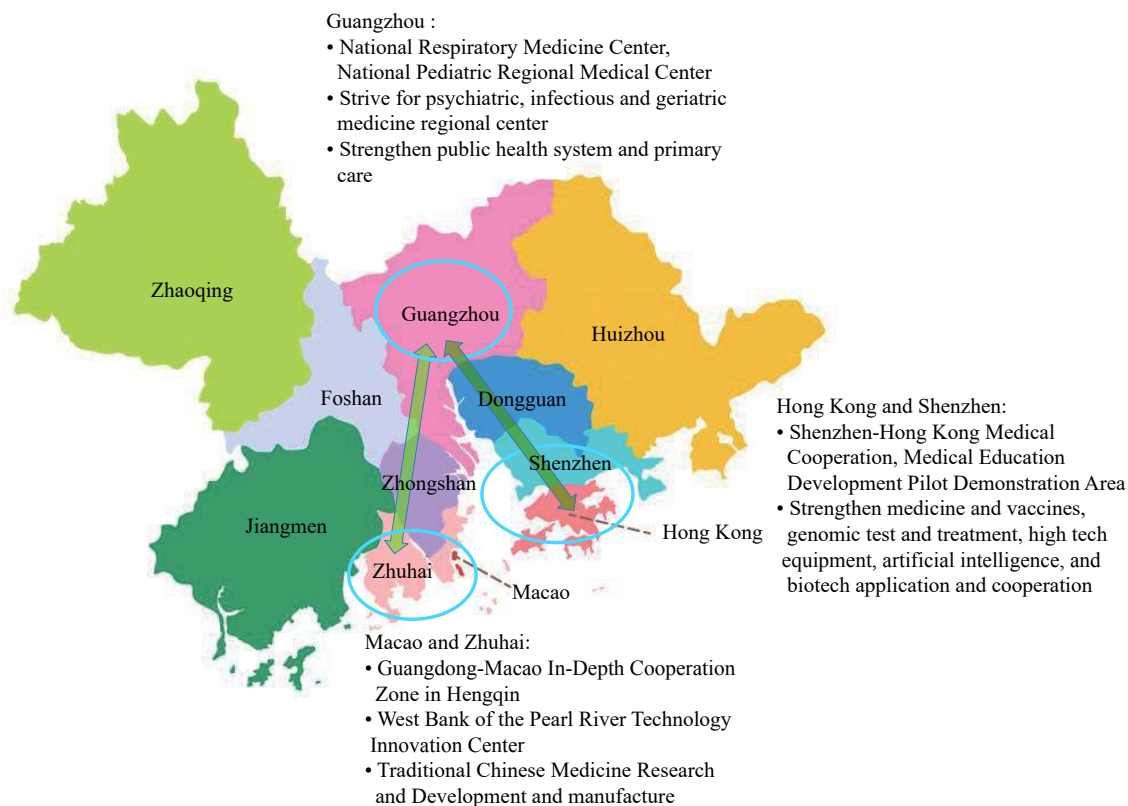 Guangzhou :
• National Respiratory Medicine Center,
National Pediatric Regional Medical Center
• Strive for psychiatric, infectious and geriatric
medicine regional center
• Strengthen public health system and primary
care
Zhaoqing
Guangzhou
Huizhou
Foshan
Dongguan
Shenzhen
Zhongshan
Jiangmen
Hong Kong
Zhuhai
Macao
Hong Kong and Shenzhen:
• Shenzhen-Hong Kong Medical
Cooperation, Medical Education
Development Pilot Demonstration Area
• Strengthen medicine and vaccines,
genomic test and treatment, high tech
equipment, artificial intelligence, and
biotech application and cooperation
Macao and Zhuhai:
• Guangdong-Macao In-Depth Cooperation
Zone in Hengqin
• West Bank of the Pearl River Technology
Innovation Center
• Traditional Chinese Medicine Research
and Development and manufacture